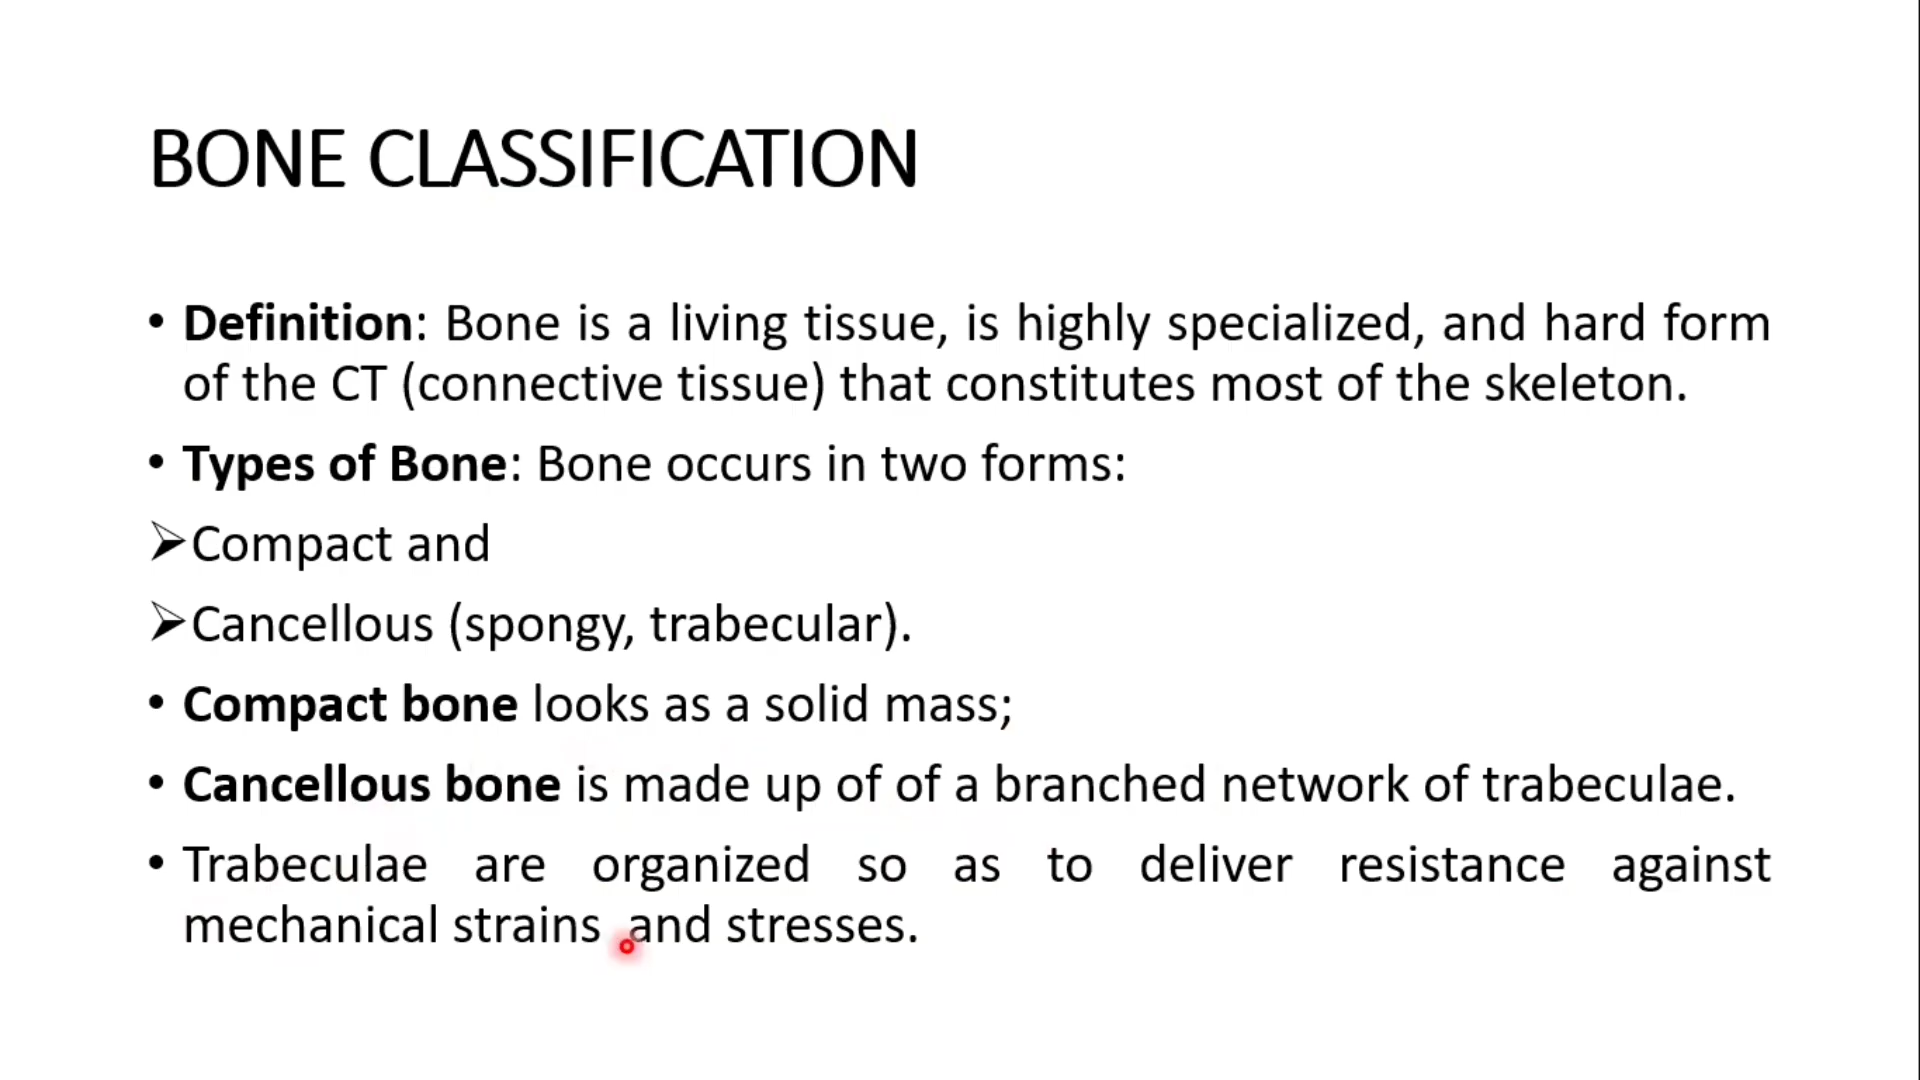 BONE CLASSIFICATION
• Definition: Bone is a living tissue, is highly specialized, and hard form
of the CT (connective tissue) that constitutes most of the skeleton.
• Types of Bone: Bone occurs in two forms:
➢Compact and
➢Cancellous (spongy, trabecular).
• Compact bone looks as a solid mass;
• Cancellous bone is made up of of a branched network of trabeculae.
• Trabeculae are organized so as to deliver resistance against
mechanical strains and stresses.